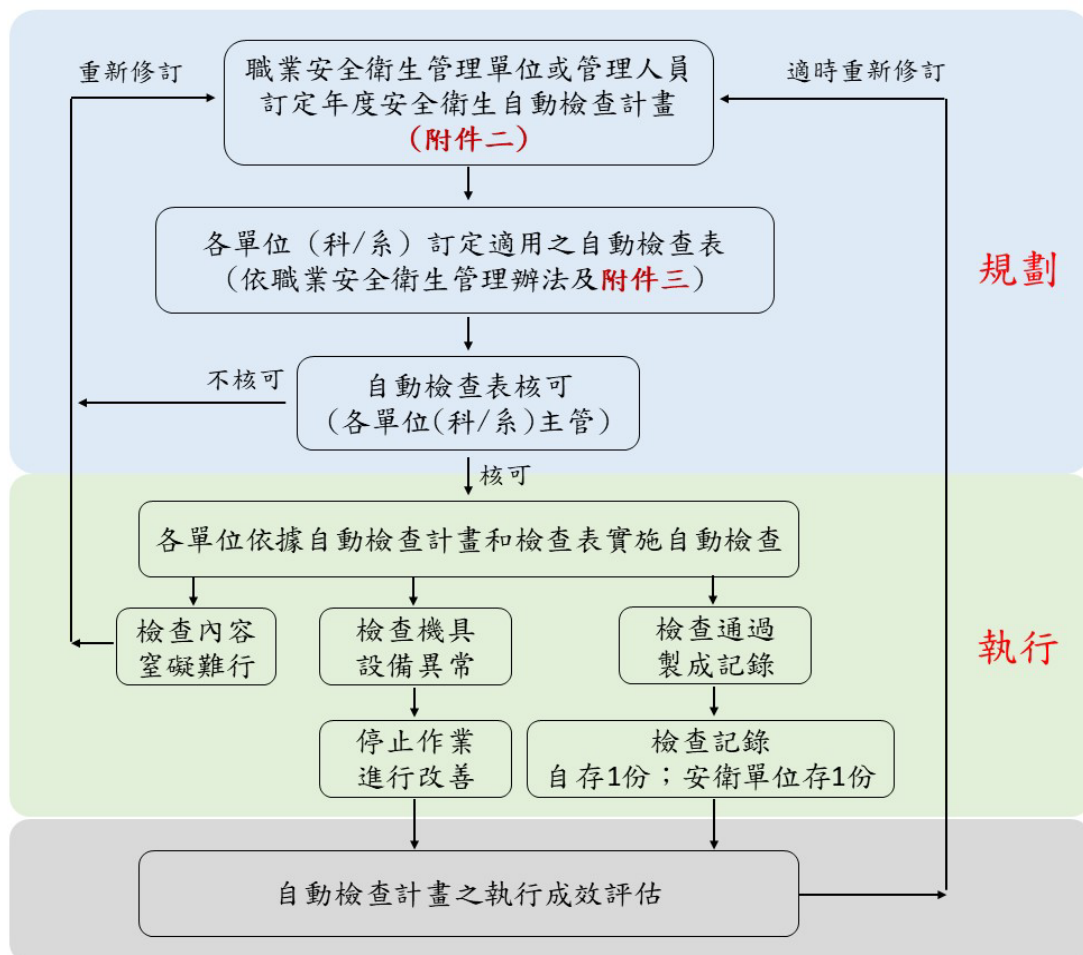 重新修訂
職業安全衛生管理單位或管理人員
訂定年度安全衛生自動檢查計畫
(附件二)
適時重新修訂
各單位（科/系）訂定適用之自動檢查表
（依職業安全衛生管理辦法及附件三）
規劃
不核可
自動檢查表核可
(各單位(科/系)主管)
核可
各單位依據自動檢查計畫和檢查表實施自動檢查
檢查內容
窒礙難行
檢查機具
設備異常
檢查通過
製成記錄
執行
停止作業
進行改善
檢查記錄
自存1份；安衛單位存1份
自動檢查計畫之執行成效評估